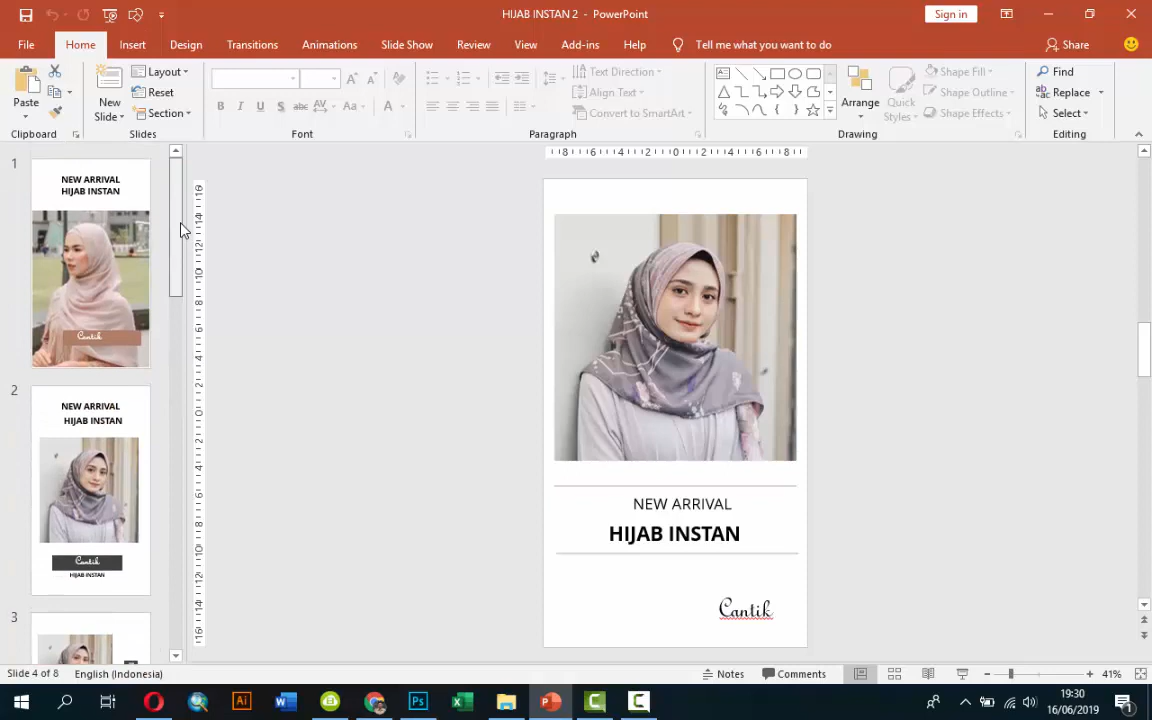 HIJAB INSTAN 2 - PowerPoint
Sign in
File Home Insert Design Transitions Animations Slide Show Review View Add-ins Help Tell me what you want to do Share
Paste
New Slide
Layout
Reset
Section
B I U S abc AV Aa A
Text Direction
Align Text
Convert to SmartArt
Arrange
Quick Styles
Shape Fill
Shape Outline
Shape Effects
Find
Replace
Select
Clipboard Slides Font Paragraph Drawing Editing
1
NEW ARRIVAL
HIJAB INSTAN
Cantik
2
NEW ARRIVAL
HIJAB INSTAN
Cantik
HIJAB INSTAN
3
NEW ARRIVAL
HIJAB INSTAN
Cantik
Slide 4 of 8 English (Indonesia) Notes Comments 41%
19:30
16/06/2019